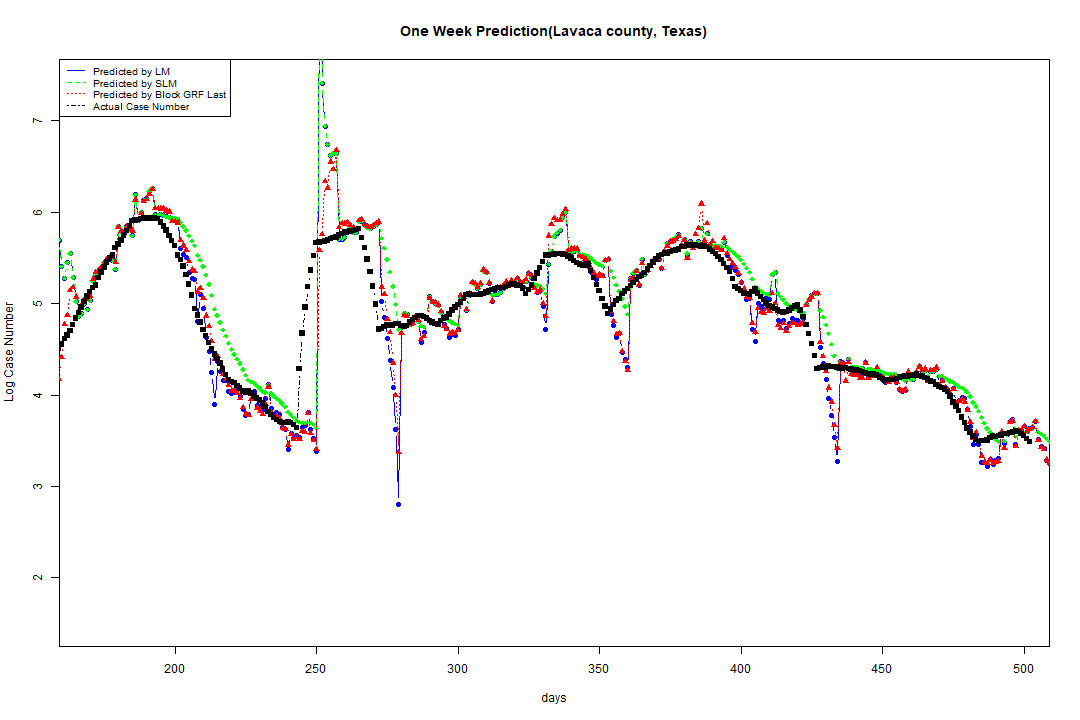 One Week Prediction(Lavaca county, Texas)
Predicted by LM
Predicted by SLM
Predicted by Block GRF Last
Actual Case Number
7
6
5
4
3
2
Log Case Number
200 250 300 350 400 450 500
days